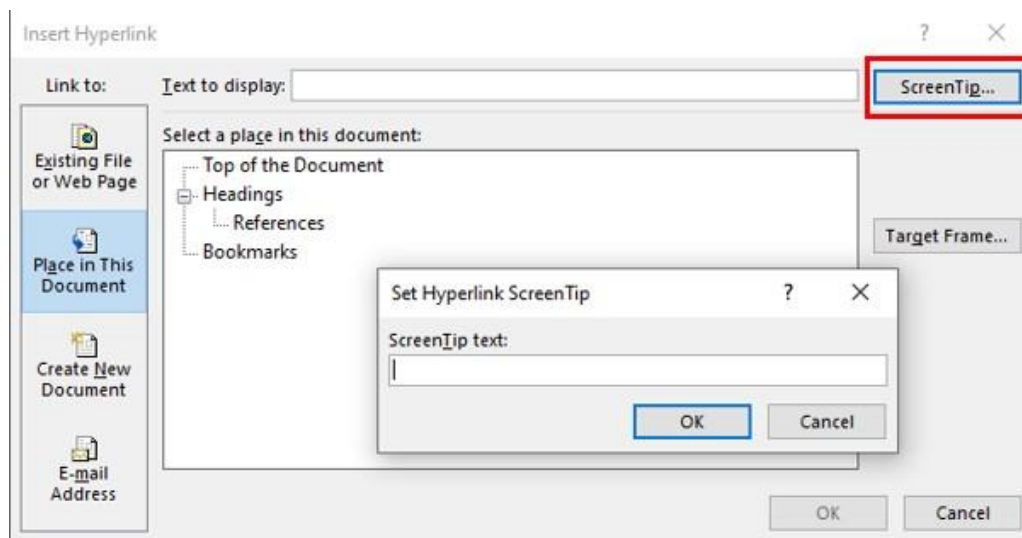 Insert Hyperlink
?
Link to:
Text to display:
ScreenTip...
Existing File
or Web Page
Place in This
Document
Create New
Document
E-mail
Address
Select a place in this document:
Top of the Document
Headings
References
Bookmarks
Target Frame...
Set Hyperlink ScreenTip
?
ScreenTip text:
OK
Cancel
OK
Cancel